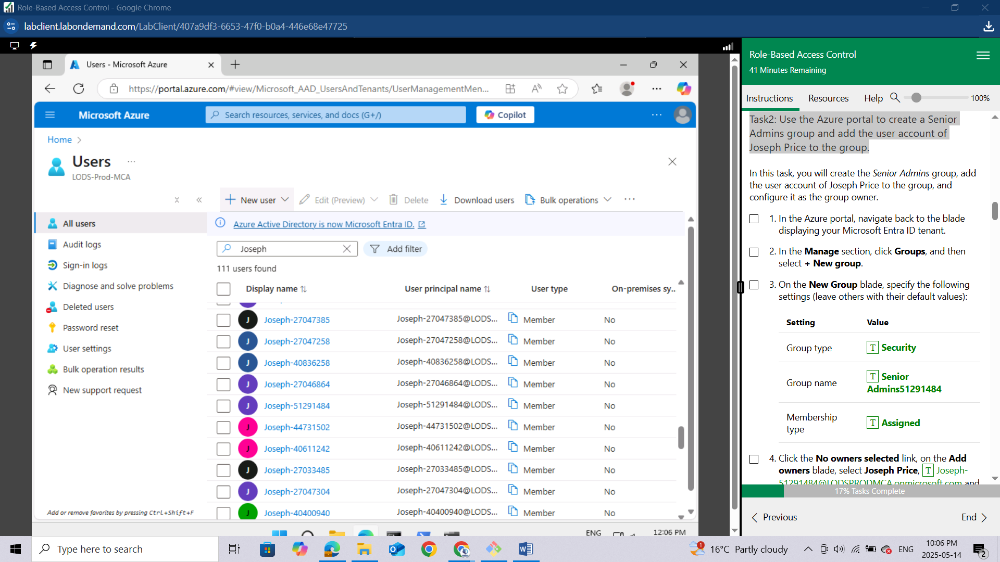 Role-Based Access Control - Google Chrome
labclient.labondemand.com/LabClient/407a9df3-6653-47f0-b0a4-446e68e47725
Users - Microsoft Azure
https://portal.azure.com/#view/Microsoft_AAD_UsersAndTenants/UserManagementMen...
Microsoft Azure
Search resources, services, and docs (G+/)
Copilot
Home
Users
LODS-Prod-MCA
New user
Edit (Preview)
Delete
Download users
Bulk operations
All users
Audit logs
Sign-in logs
Diagnose and solve problems
Deleted users
Password reset
User settings
Bulk operation results
New support request
Add or remove favorites by pressing Ctrl+Shift+F
Azure Active Directory is now Microsoft Entra ID.
Joseph
Add filter
111 users found
Display name User principal name User type On-premises sy..
J Joseph-27047385 Joseph-27047385@LODS... Member No
J Joseph-27047258 Joseph-27047258@LODS... Member No
J Joseph-40836258 Joseph-40836258@LODS... Member No
J Joseph-27046864 Joseph-27046864@LODS... Member No
J Joseph-51291484 Joseph-51291484@LODS... Member No
J Joseph-44731502 Joseph-44731502@LODS... Member No
J Joseph-40611242 Joseph-40611242@LODS... Member No
J Joseph-27033485 Joseph-27033485@LODS... Member No
J Joseph-27047304 Joseph-27047304@LODS... Member No
J Joseph-40400940 Joseph-40400940@LODS... Member No
ENG
12:06 PM
Role-Based Access Control
41 Minutes Remaining
Instructions Resources Help 100%
Task2: Use the Azure portal to create a Senior
Admins group and add the user account of
Joseph Price to the group.
In this task, you will create the Senior Admins group, add
the user account of Joseph Price to the group, and
configure it as the group owner.
1. In the Azure portal, navigate back to the blade
displaying your Microsoft Entra ID tenant.
2. In the Manage section, click Groups, and then
select + New group.
3. On the New Group blade, specify the following
settings (leave others with their default values):
Setting Value
Group type T Security
Group name T Senior
Admins51291484
Membership
type T Assigned
4. Click the No owners selected link, on the Add
owners blade, select Joseph Price, T Joseph-
51291484@LODSPRODMCA.onmicrosoft.com and
17% Tasks Complete
Previous
End
Type here to search
1
16°C Partly cloudy
ENG
10:06 PM
2025-05-14
2